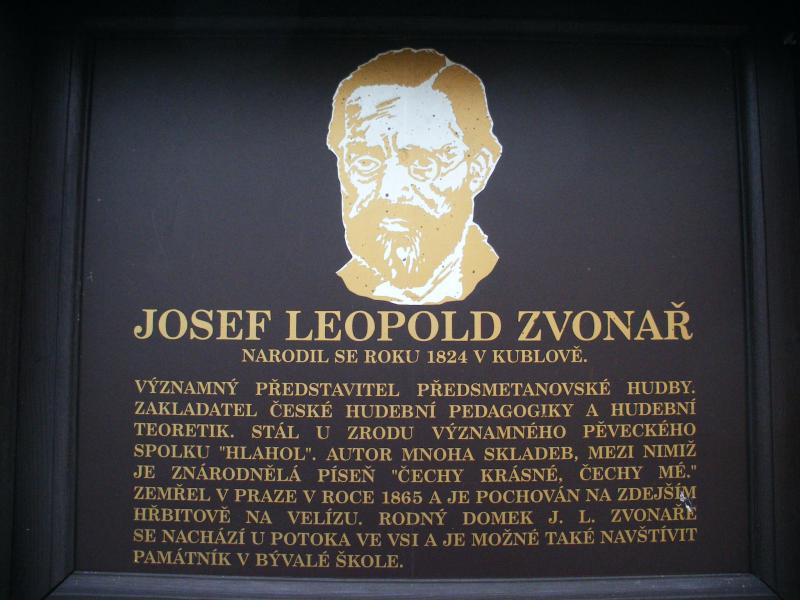 JOSEF LEOPOLD ZVONAŘ
NARODIL SE ROKU 1824 V KUBLOVĚ.
VÝZNAMNÝ PŘEDSTAVITEL PŘEDSMETANOVSKÉ HUDBY.
ZAKLADATEL ČESKÉ HUDEBNÍ PEDAGOGIKY A HUDEBNÍ
TEORETIK. STÁL U ZRODU VÝZNAMNÉHO PĚVECKÉHO
SPOLKU "HLAHOL". AUTOR MNOHA SKLADEB, MEZI NIMIŽ
JE ZNÁRODNĚLÁ PÍSEŇ "ČECHY KRÁSNÉ, ČECHY MÉ."
ZEMŘEL V PRAZE V ROCE 1865 A JE POCHOVÁN NA ZDEJŠÍM
HŘBITOVĚ NA VELÍZU. RODNÝ DOMEK J. L. ZVONAŘE
SE NACHÁZÍ U POTOKA VE VSI A JE MOŽNÉ TAKÉ NAVŠTÍVIT
PAMÁTNÍK V BÝVALÉ ŠKOLE.